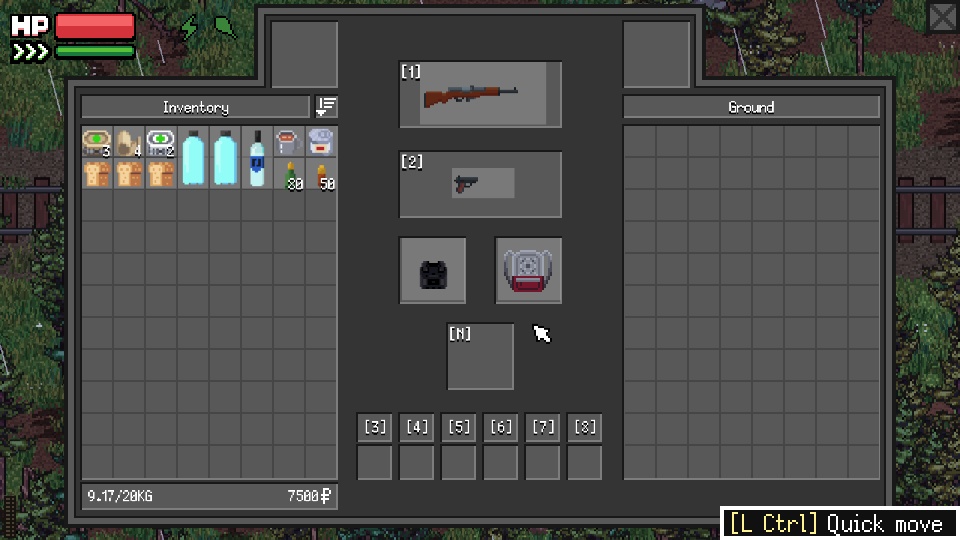 HP
[1]
Inventory
Ground
3
4
2
[2]
80
50
[N]
[3] [4] [5] [6] [7] [8]
9.17/20KG
7500₽
[L Ctrl] Quick move